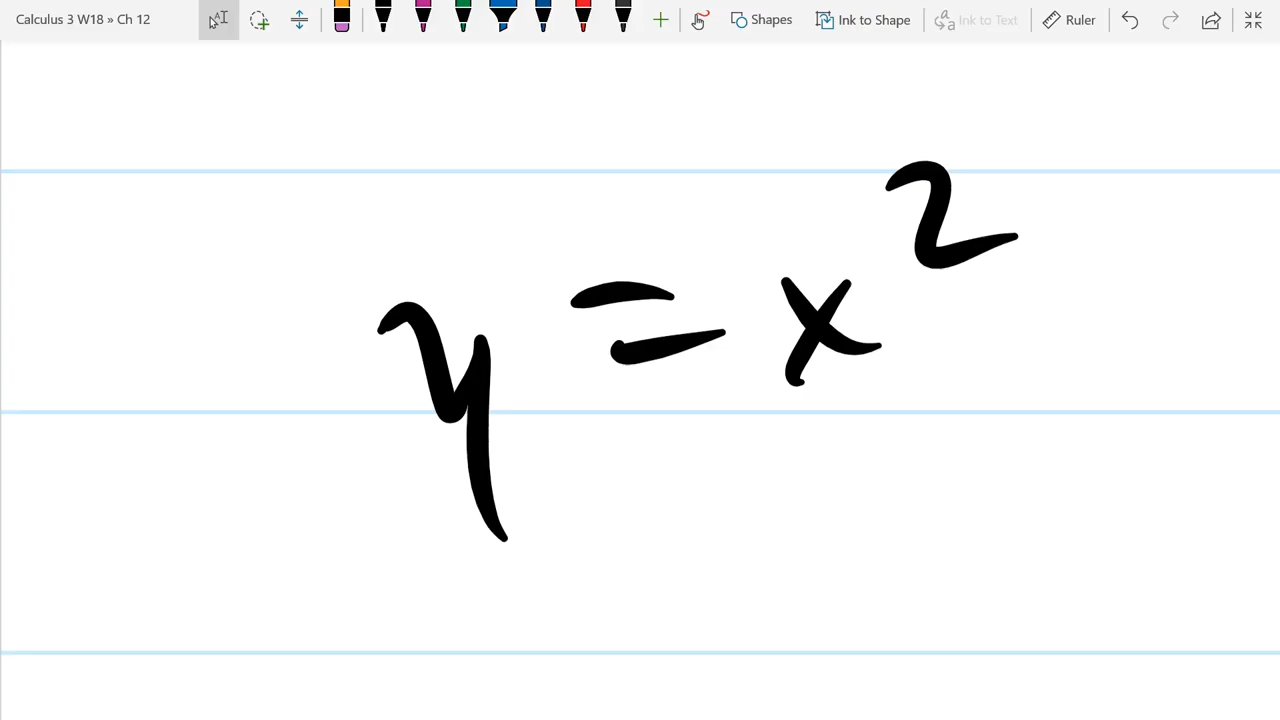 Calculus 3 W18 » Ch 12 Shapes Ink to Shape Ink to Text Ruler
y = x²